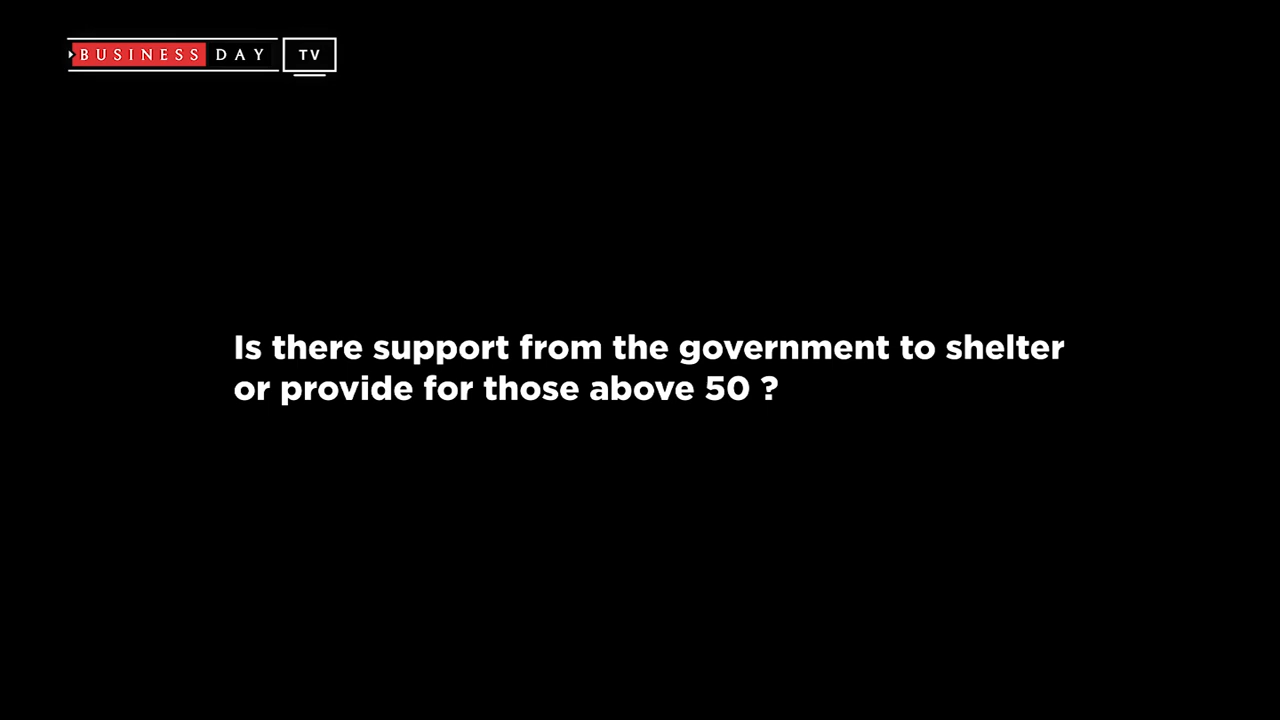 BUSINESS DAY TV
Is there support from the government to shelter
or provide for those above 50 ?